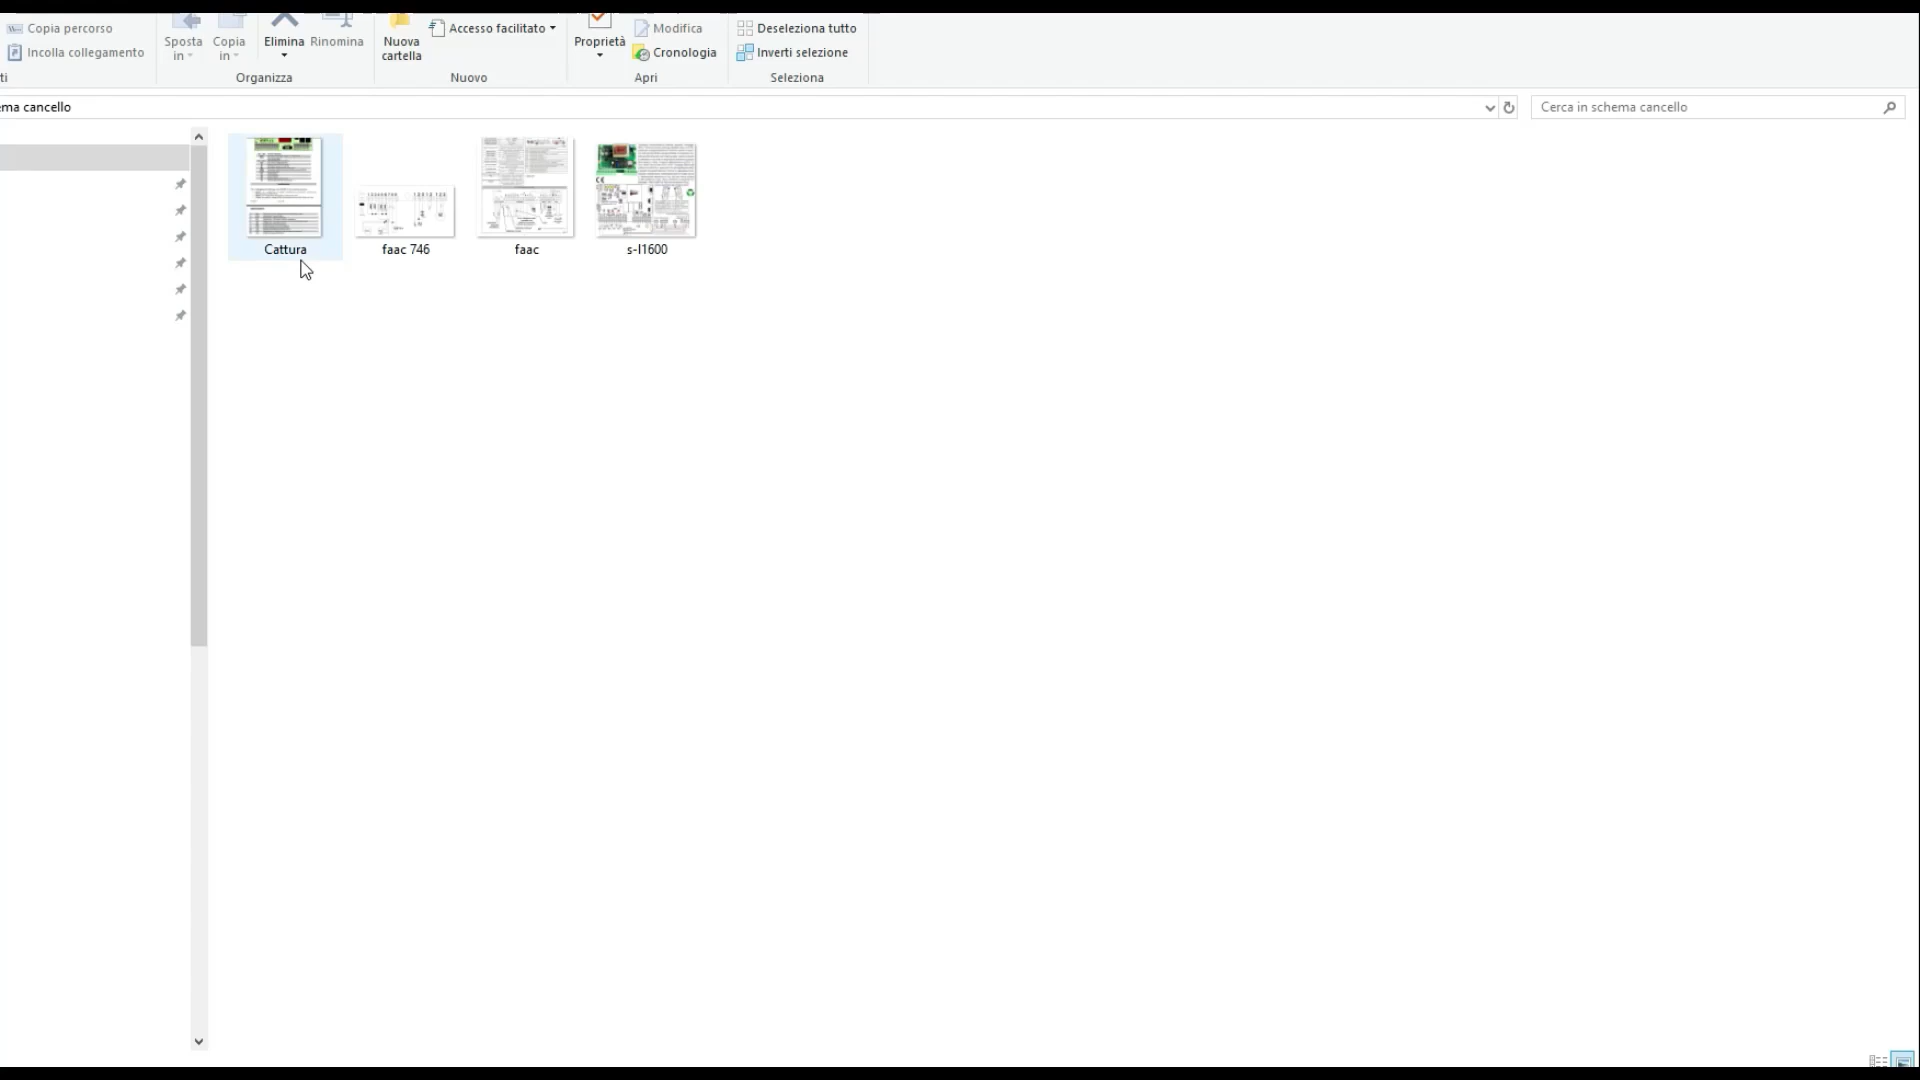 Copia percorso
Incolla collegamento
ti
Sposta in
Copia in
Elimina
Rinomina
Organizza
Nuova cartella
Accesso facilitato
Nuovo
Proprietà
Modifica
Cronologia
Apri
Deseleziona tutto
Inverti selezione
Seleziona
ema cancello
Cerca in schema cancello
Cattura
faac 746
faac
s-l1600